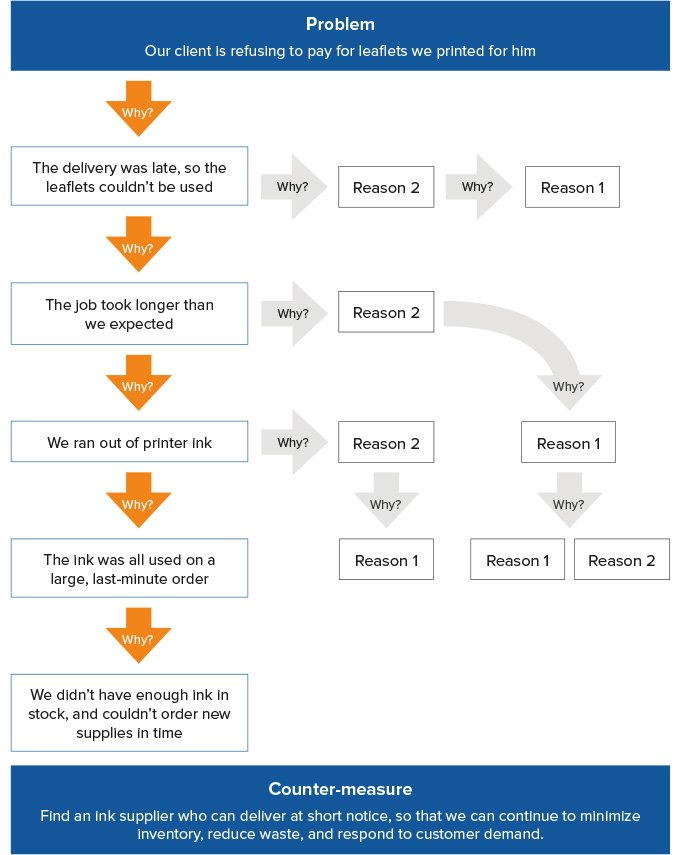 Problem
Our client is refusing to pay for leaflets we printed for him
Why?
The delivery was late, so the
leaflets couldn't be used
Why?
Reason 2
Why?
Reason 1
Why?
The job took longer than
we expected
Why?
Reason 2
Why?
Why?
We ran out of printer ink
Why?
Reason 2
Reason 1
Why?
Why?
Why?
The ink was all used on a
large, last-minute order
Reason 1
Reason 1
Reason 2
Why?
We didn't have enough ink in
stock, and couldn't order new
supplies in time
Counter-measure
Find an ink supplier who can deliver at short notice, so that we can continue to minimize
inventory, reduce waste, and respond to customer demand.